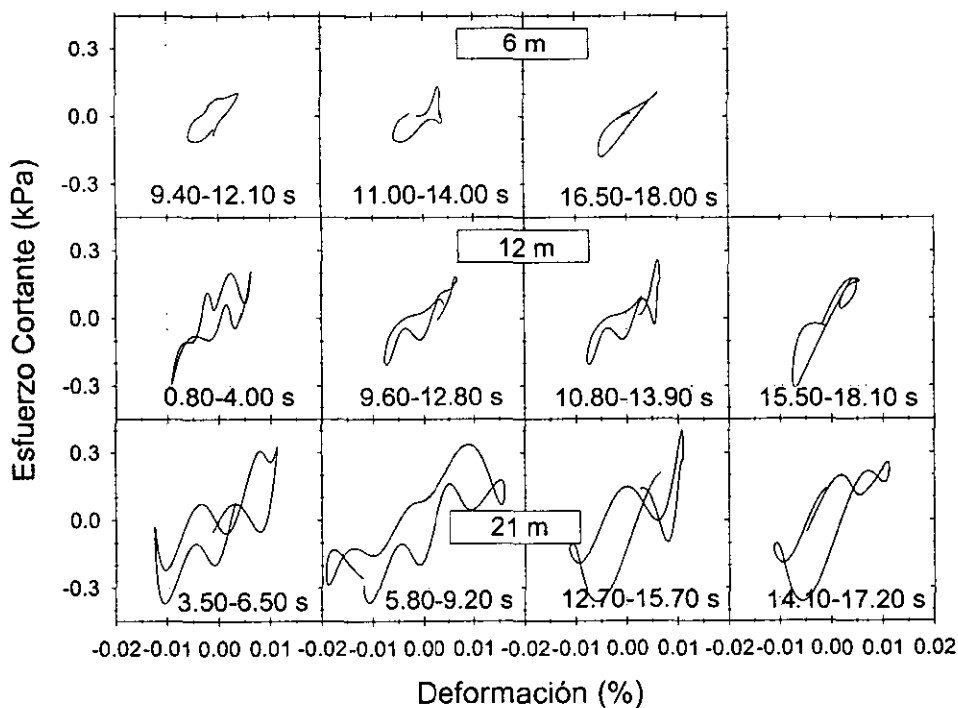 6 m
0.3
0.0
-0.3
9.40-12.10 s
11.00-14.00 s
16.50-18.00 s
12 m
0.3
0.0
-0.3
0.80-4.00 s
9.60-12.80 s
10.80-13.90 s
15.50-18.10 s
0.3
0.0
-0.3
21 m
3.50-6.50 s
5.80-9.20 s
12.70-15.70 s
14.10-17.20 s
-0.02-0.01 0.00 0.01 -0.02-0.01 0.00 0.01 -0.02-0.01 0.00 0.01 -0.02-0.01 0.00 0.01 0.02
Esfuerzo Cortante (kPa)
Deformación (%)